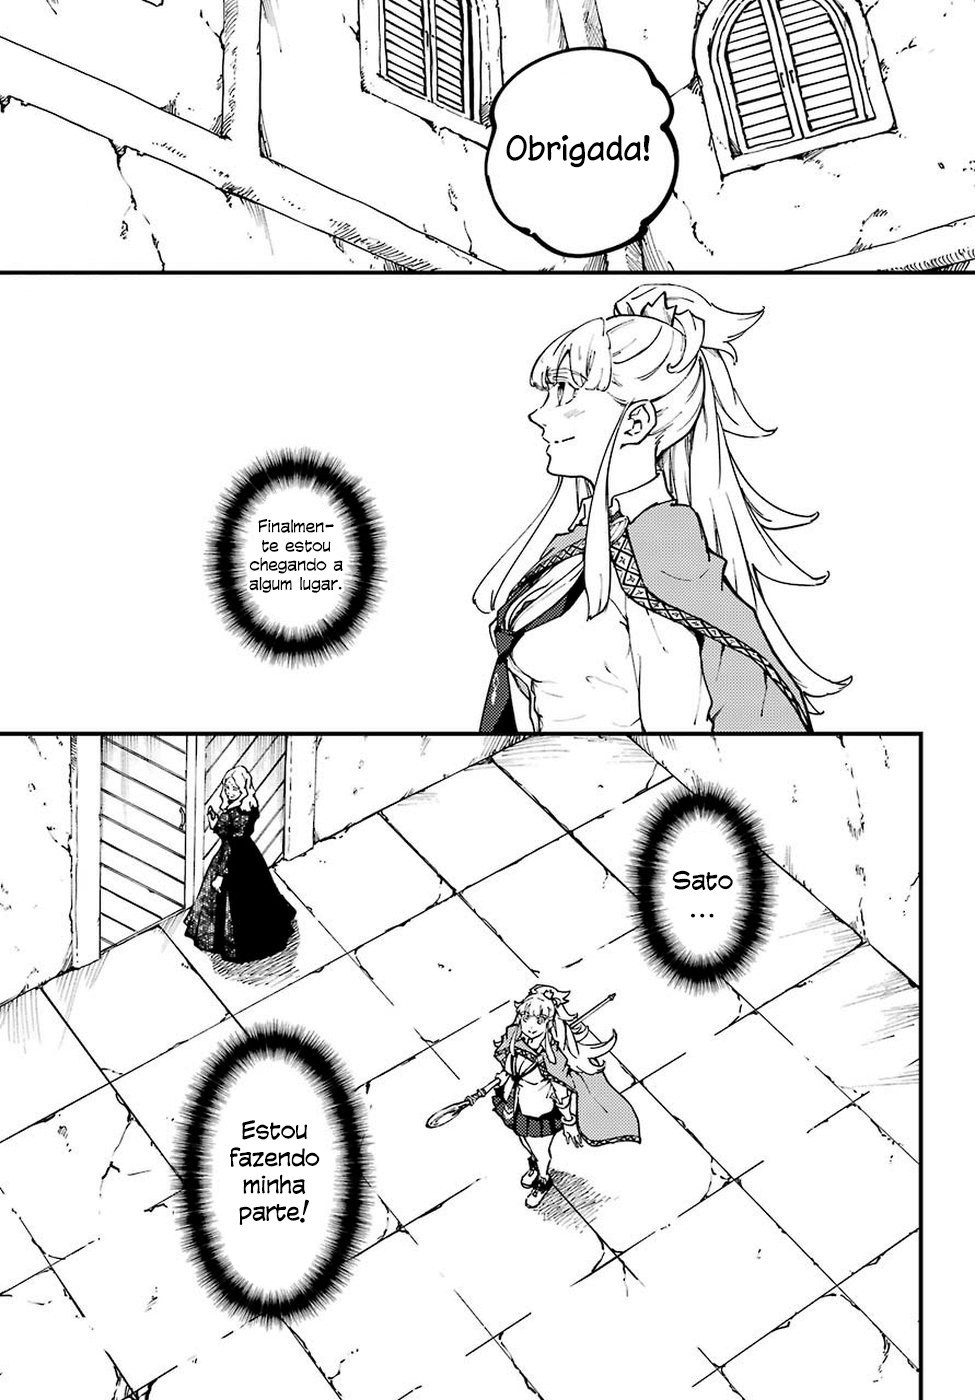 Obrigada!
Finalmen-
te estou
chegando a
algum lugar.
Sato
...
Estou
fazendo
minha
parte!